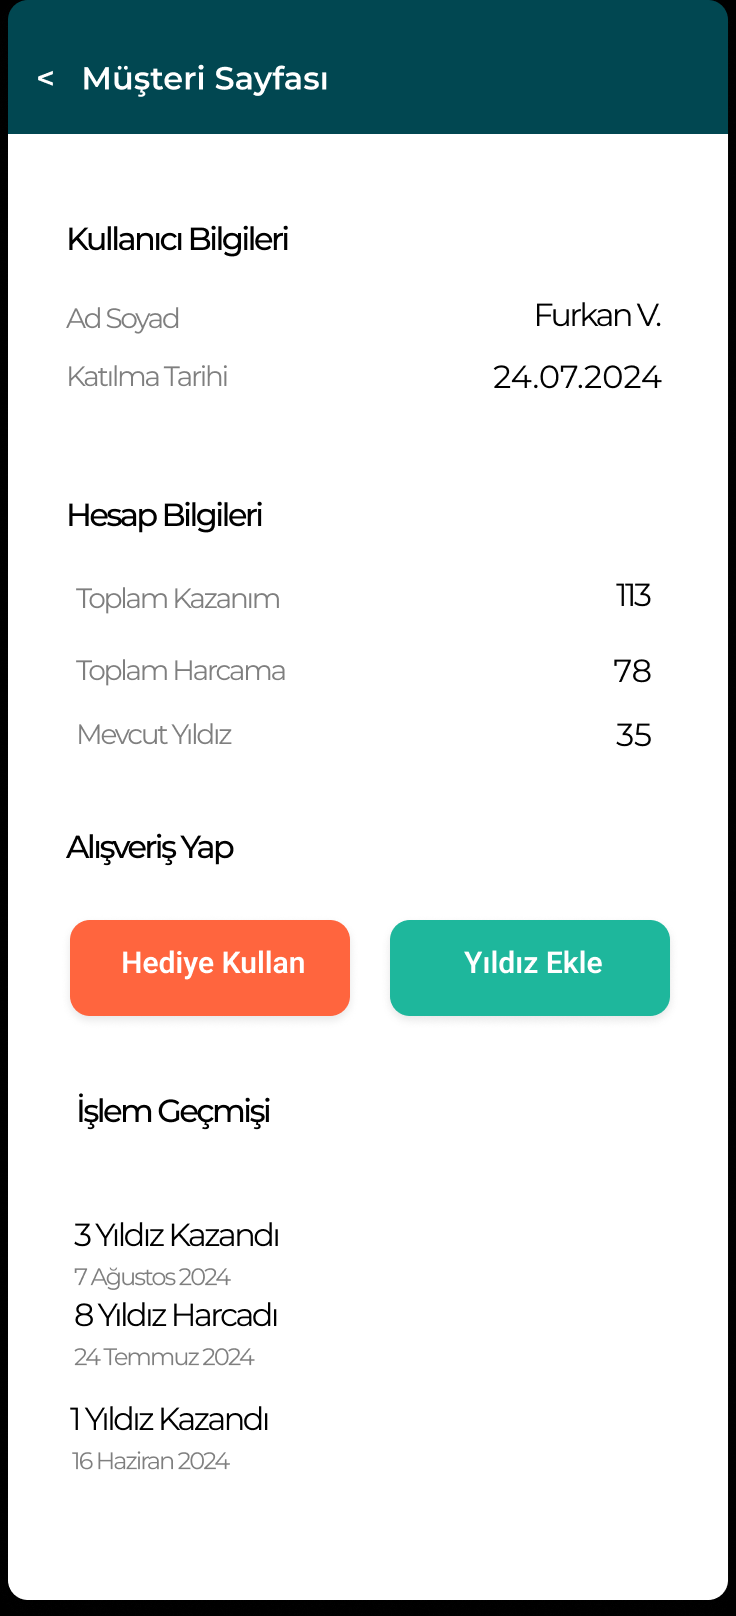 < Müşteri Sayfası
Kullanıcı Bilgileri
Ad Soyad Furkan V.
Katılma Tarihi 24.07.2024
Hesap Bilgileri
Toplam Kazanım 113
Toplam Harcama 78
Mevcut Yıldız 35
Alışveriş Yap
Hediye Kullan Yıldız Ekle
İşlem Geçmişi
3 Yıldız Kazandı
7 Ağustos 2024
8 Yıldız Harcadı
24 Temmuz 2024
1 Yıldız Kazandı
16 Haziran 2024